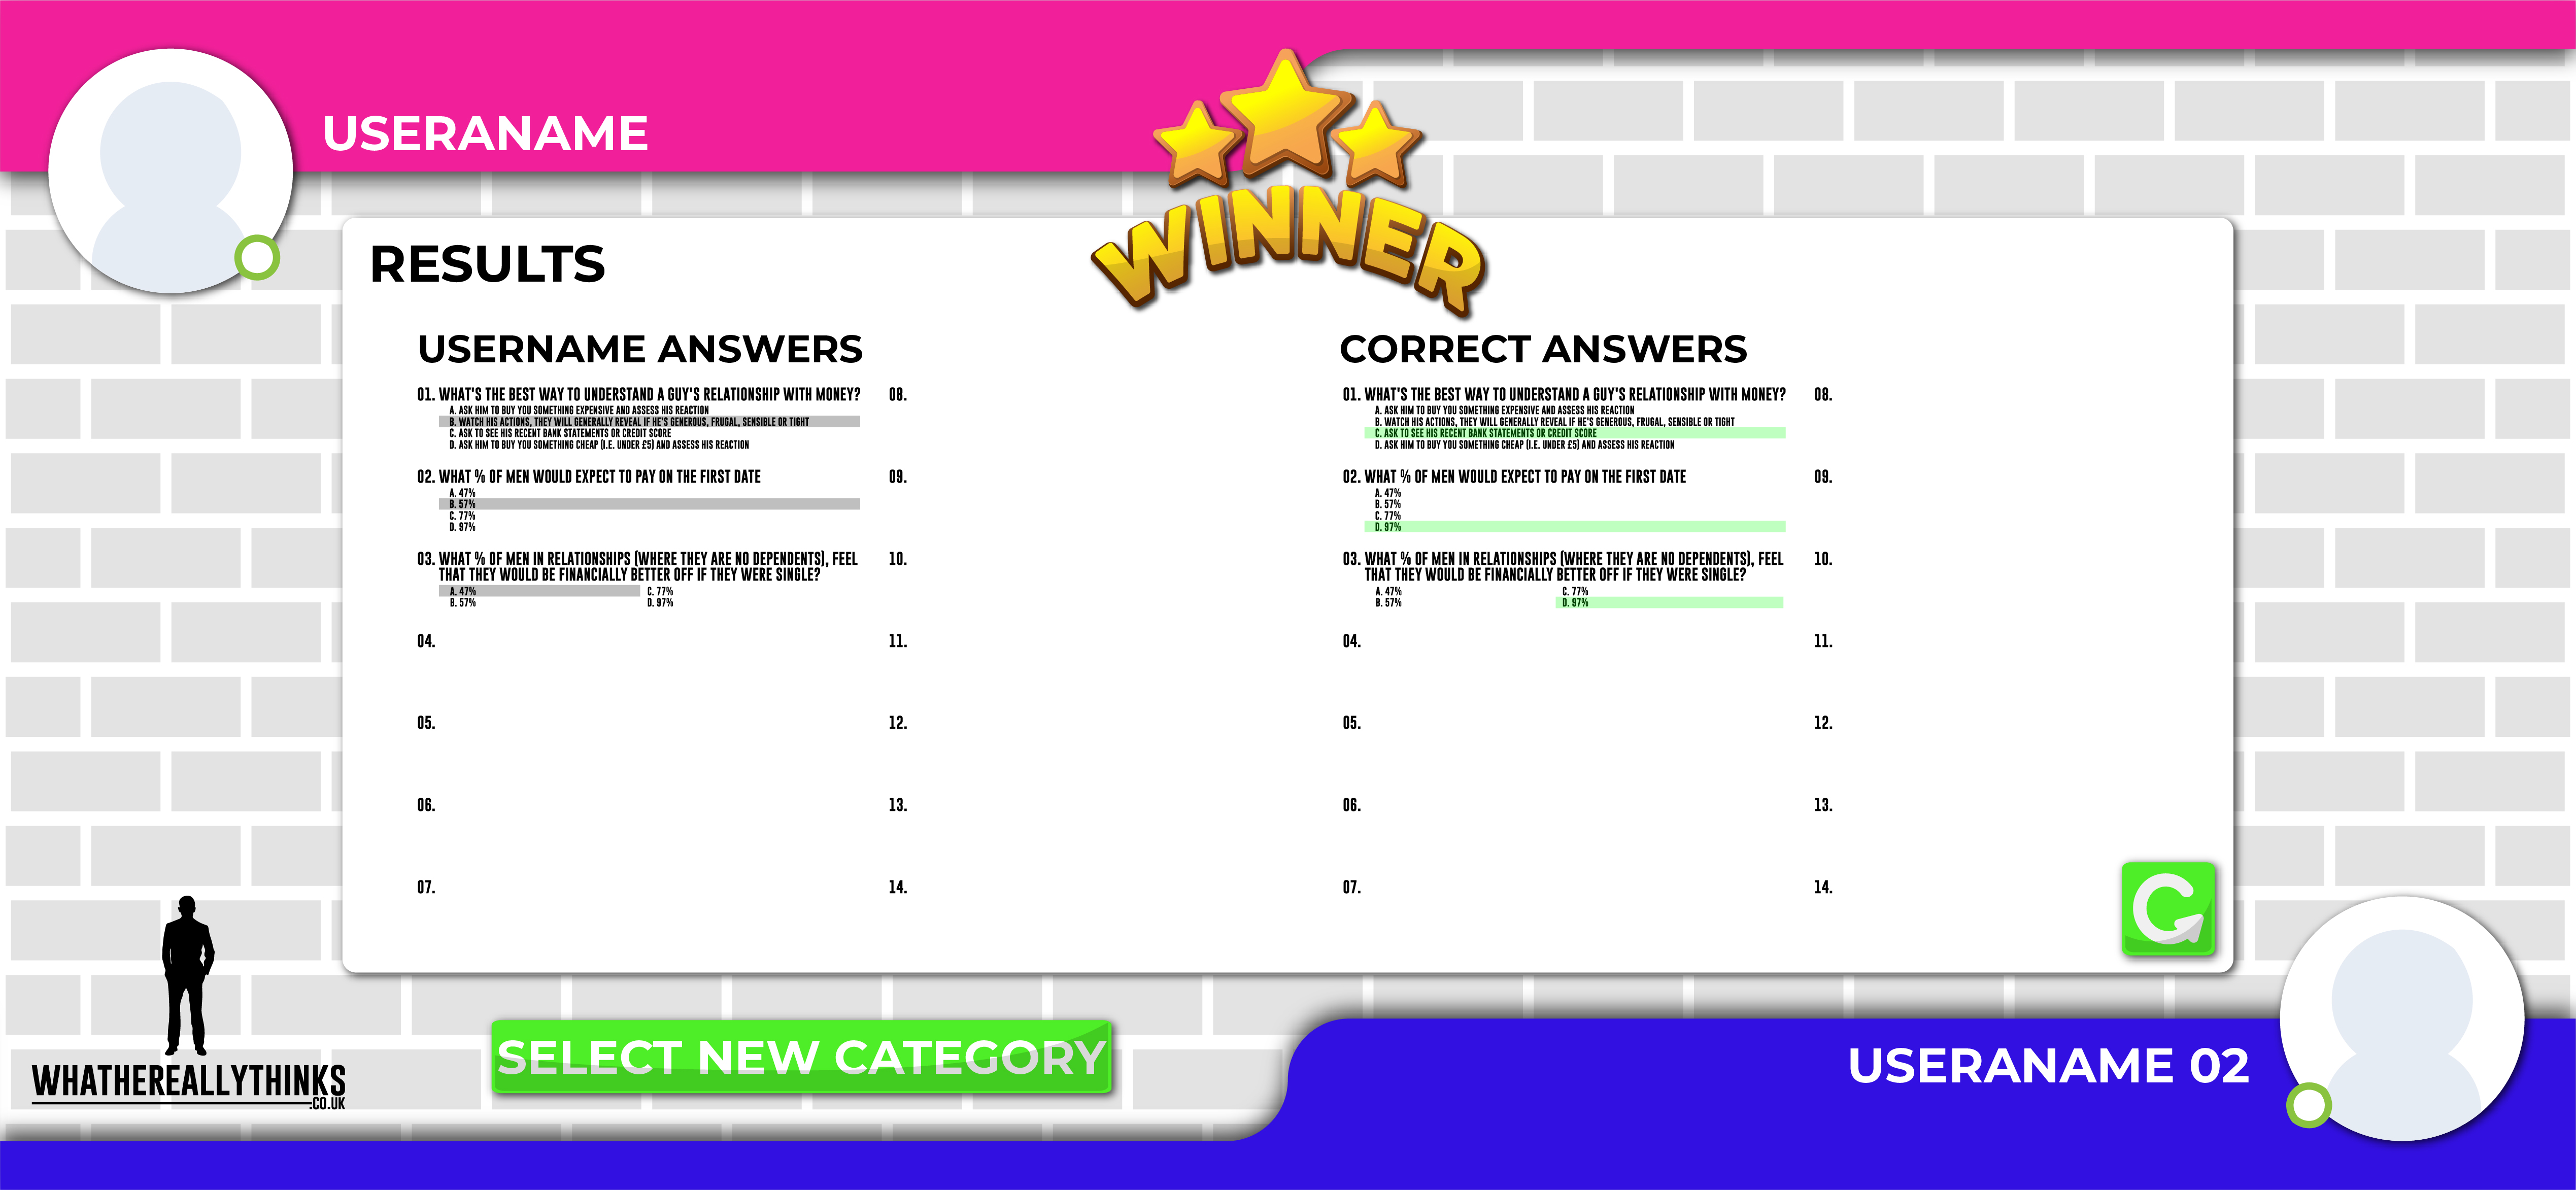 USERANAME
WINNER
RESULTS
USERNAME ANSWERS
01. WHAT'S THE BEST WAY TO UNDERSTAND A GUY'S RELATIONSHIP WITH MONEY?
A. ASK HIM TO BUY YOU SOMETHING EXPENSIVE AND ASSESS HIS REACTION
B. WATCH HIS ACTIONS, THEY WILL GENERALLY REVEAL IF HE'S GENEROUS, FRUGAL, SENSIBLE OR TIGHT
C. ASK TO SEE HIS RECENT BANK STATEMENTS OR CREDIT SCORE
D. ASK HIM TO BUY YOU SOMETHING CHEAP (I.E. UNDER £5) AND ASSESS HIS REACTION
02. WHAT % OF MEN WOULD EXPECT TO PAY ON THE FIRST DATE
A. 47%
B. 57%
C. 77%
D. 97%
03. WHAT % OF MEN IN RELATIONSHIPS (WHERE THEY ARE NO DEPENDENTS), FEEL
THAT THEY WOULD BE FINANCIALLY BETTER OFF IF THEY WERE SINGLE?
A. 47% C. 77%
B. 57% D. 97%
04.
05.
06.
07.
08.
09.
10.
11.
12.
13.
14.
CORRECT ANSWERS
01. WHAT'S THE BEST WAY TO UNDERSTAND A GUY'S RELATIONSHIP WITH MONEY?
A. ASK HIM TO BUY YOU SOMETHING EXPENSIVE AND ASSESS HIS REACTION
B. WATCH HIS ACTIONS, THEY WILL GENERALLY REVEAL IF HE'S GENEROUS, FRUGAL, SENSIBLE OR TIGHT
C. ASK TO SEE HIS RECENT BANK STATEMENTS OR CREDIT SCORE
D. ASK HIM TO BUY YOU SOMETHING CHEAP (I.E. UNDER £5) AND ASSESS HIS REACTION
02. WHAT % OF MEN WOULD EXPECT TO PAY ON THE FIRST DATE
A. 47%
B. 57%
C. 77%
D. 97%
03. WHAT % OF MEN IN RELATIONSHIPS (WHERE THEY ARE NO DEPENDENTS), FEEL
THAT THEY WOULD BE FINANCIALLY BETTER OFF IF THEY WERE SINGLE?
A. 47% C. 77%
B. 57% D. 97%
04.
05.
06.
07.
08.
09.
10.
11.
12.
13.
14.
WHATHEREALLYTHINKS
.CO.UK
SELECT NEW CATEGORY
USERANAME 02